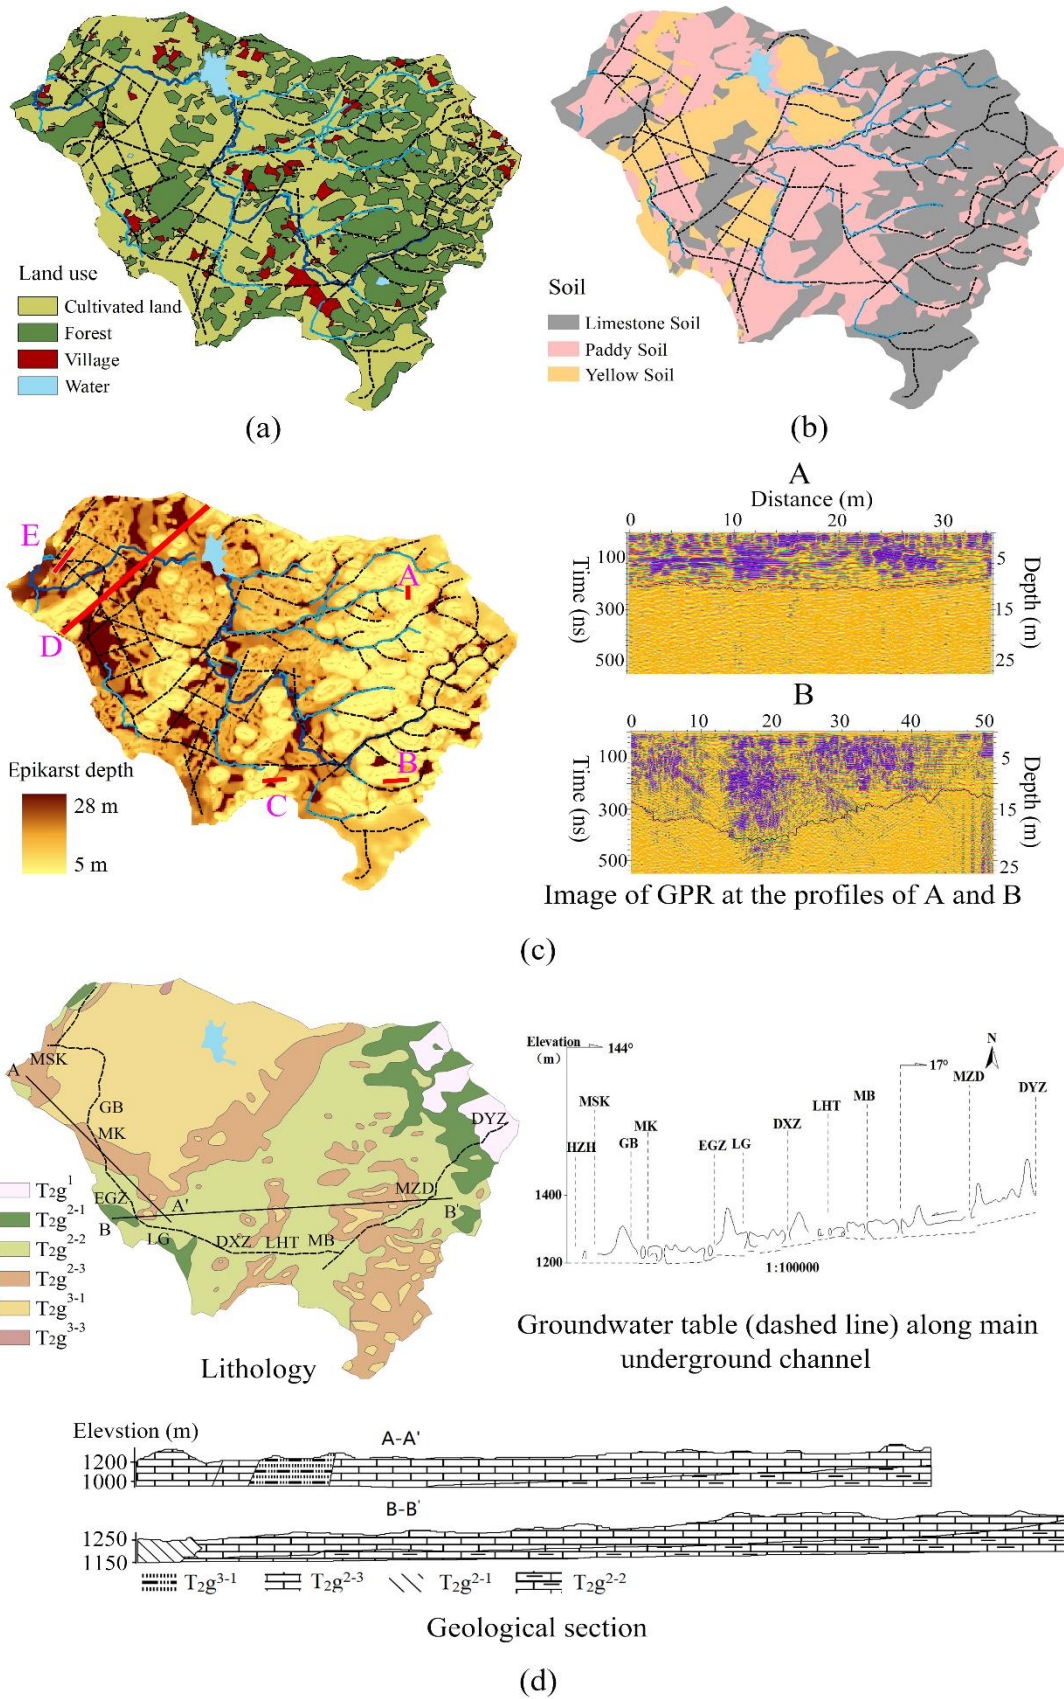 Land use
Cultivated land
Forest
Village
Water
(a)
Soil
Limestone Soil
Paddy Soil
Yellow Soil
(b)
E
D
A
B
C
Epikarst depth
28 m
5 m
A
Distance (m)
0 10 20 30
100
300
500
Time (ns)
5
15
25
Depth (m)
B
0 10 20 30 40 50
100
300
500
Time (ns)
5
15
25
Depth (m)
Image of GPR at the profiles of A and B
(c)
A
MSK
GB
MK
DYZ
EGZ
A'
MZD
B
B'
LG
DXZ
LHT
MB
T2g1
T2g2-1
T2g2-2
T2g2-3
T2g3-1
T2g3-3
Lithology
Elevation
(m)
144°
17°
N
MZD
DYZ
MSK
LHT
MB
MK
DXZ
HZH
GB
EGZ
LG
1400
1200
1:100000
Groundwater table (dashed line) along main
underground channel
Elevstion (m)
A-A'
1200
1000
B-B'
1250
1150
T2g3-1
T2g2-3
T2g2-1
T2g2-2
Geological section
(d)